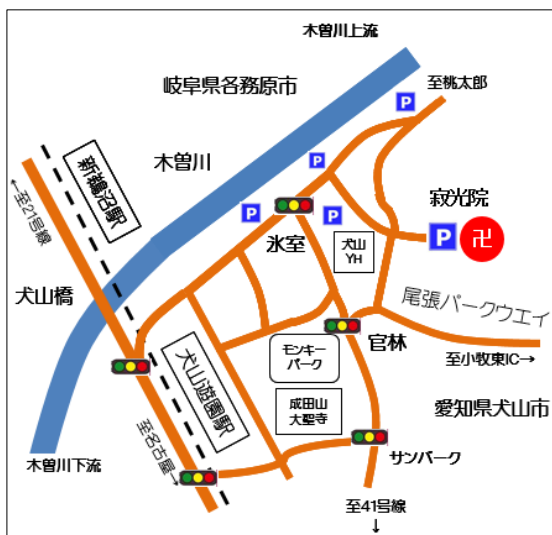 木曽川上流
岐阜県各務原市
至桃太郎
P
木曽川
P
新鵜沼駅
←至21号線
寂光院
P
P
P
卍
氷室
犬山
YH
犬山橋
尾張パークウエイ
官林
モンキー
パーク
至小牧東IC→
犬山遊園駅
成田山
大聖寺
愛知県犬山市
至名古屋→
木曽川下流
サンパーク
至41号線
↓